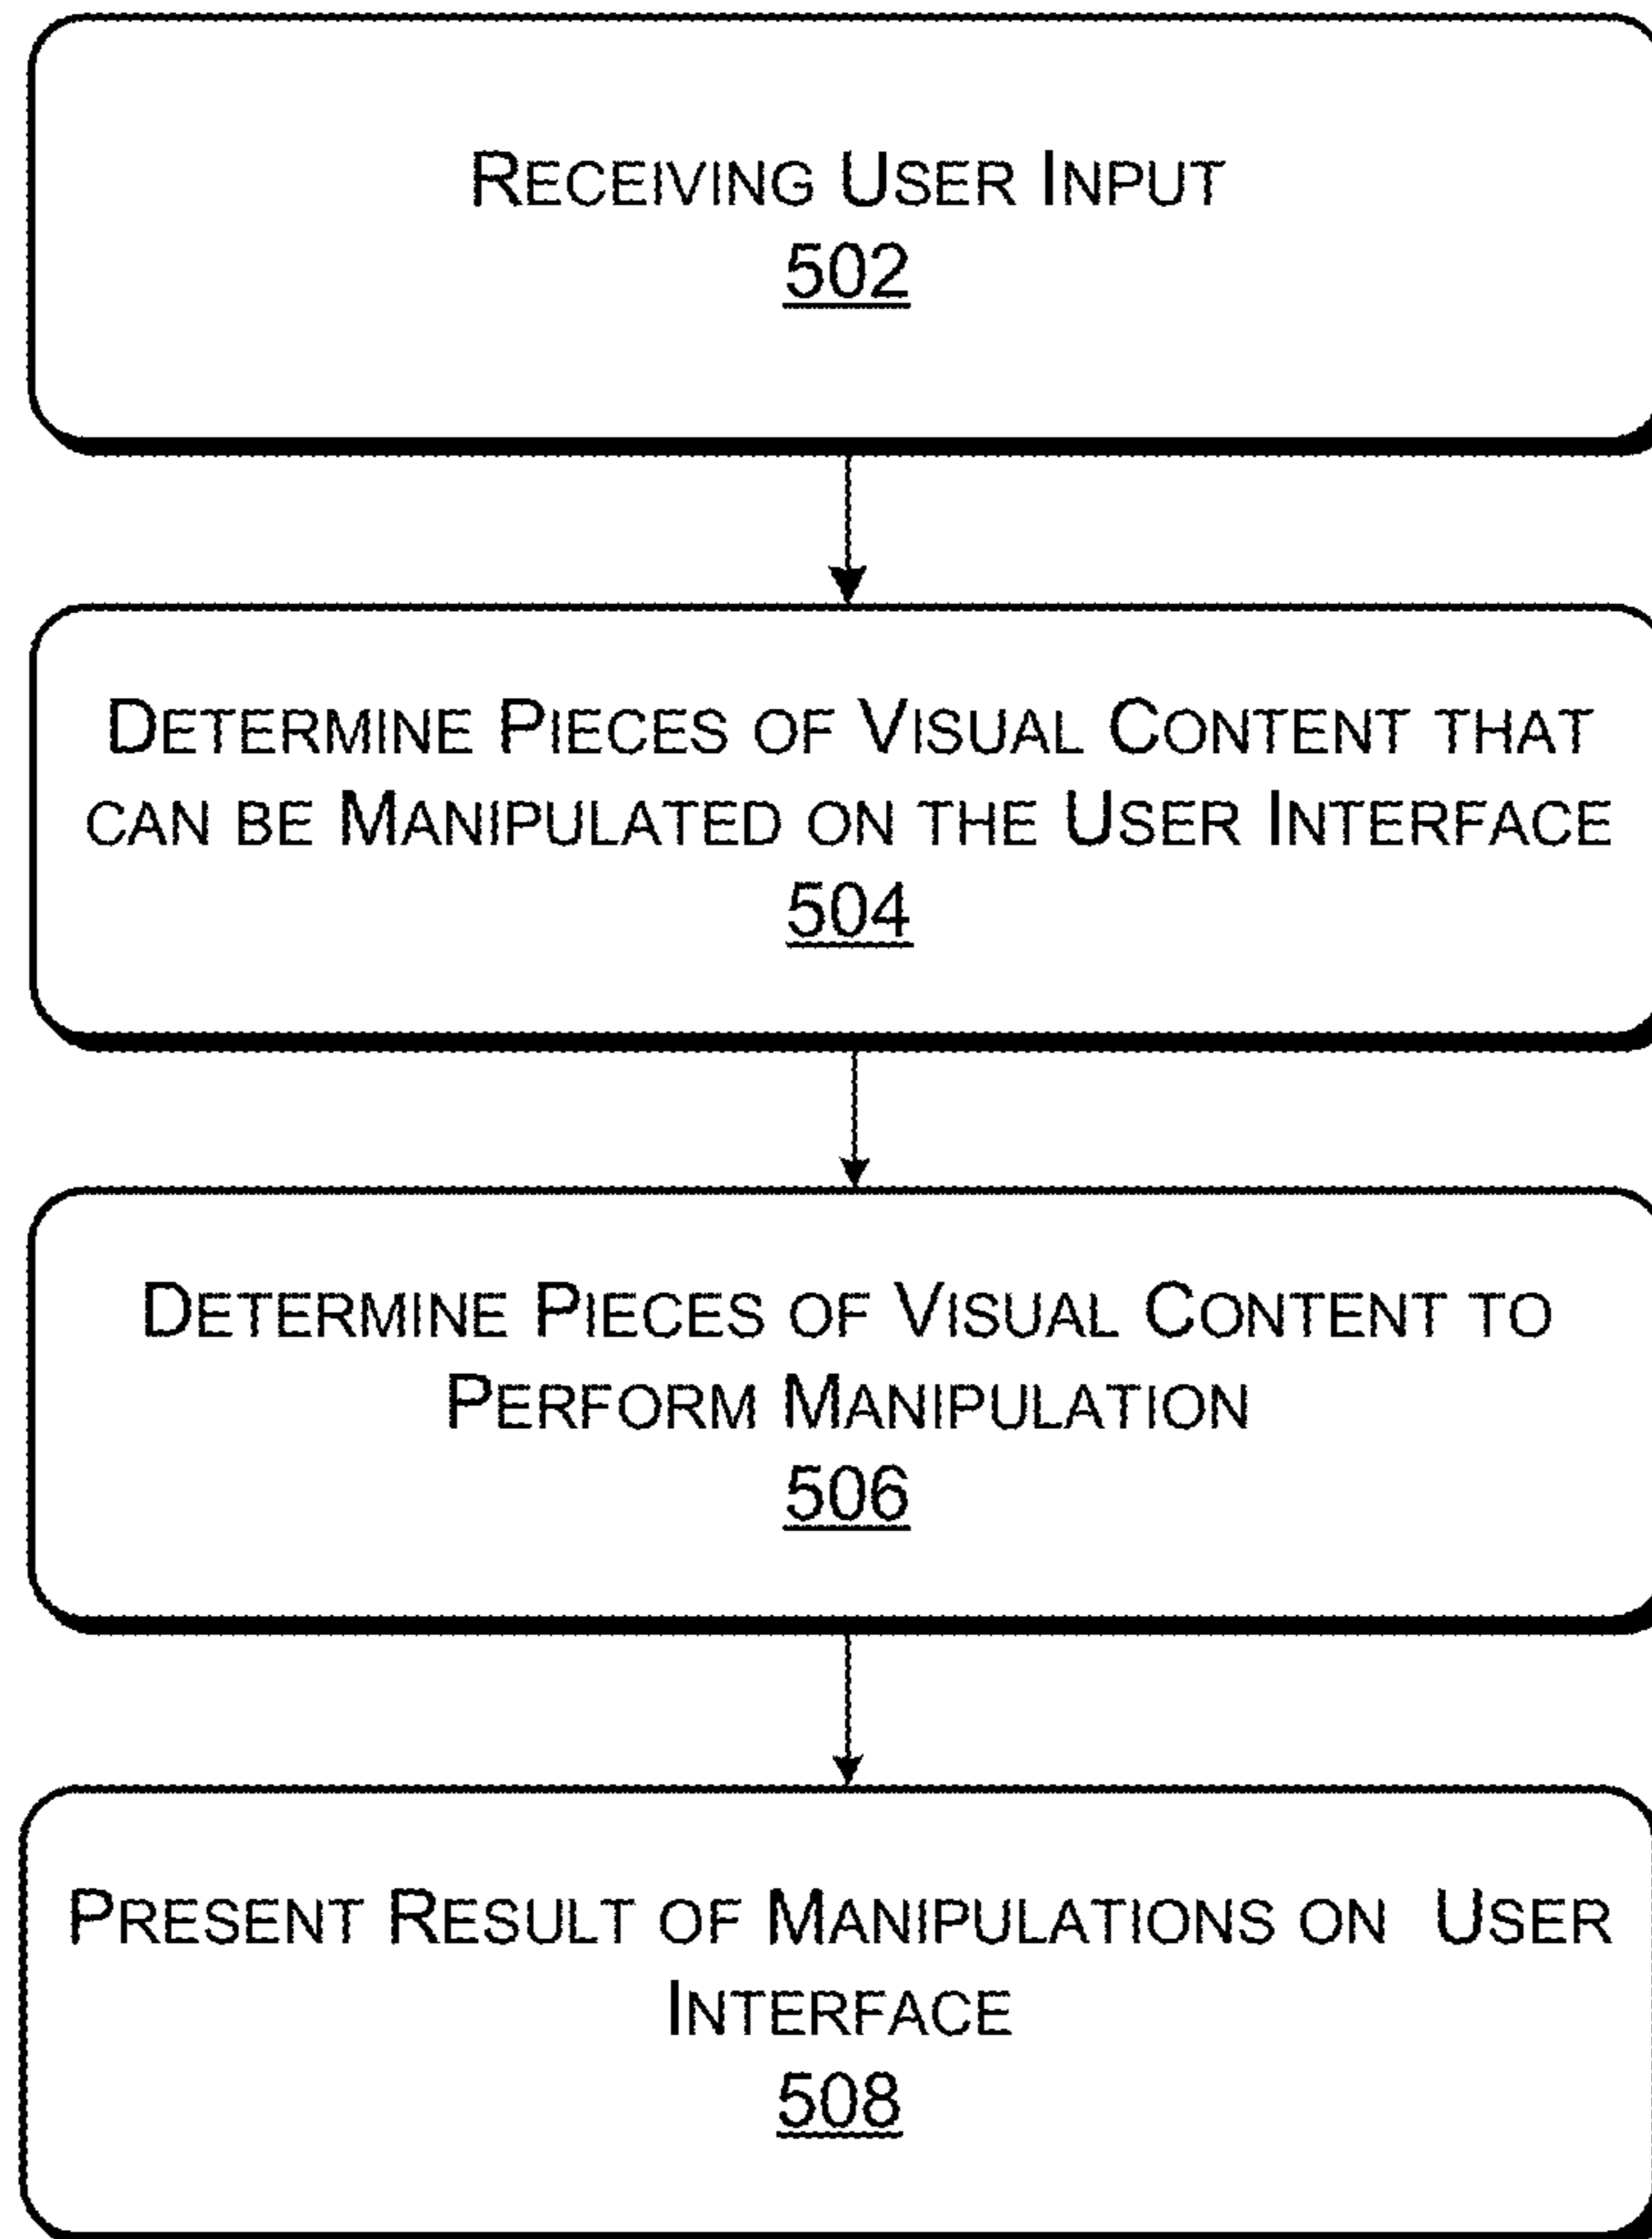 RECEIVING USER INPUT
502
DETERMINE PIECES OF VISUAL CONTENT THAT
CAN BE MANIPULATED ON THE USER INTERFACE
504
DETERMINE PIECES OF VISUAL CONTENT TO
PERFORM MANIPULATION
506
PRESENT RESULT OF MANIPULATIONS ON USER
INTERFACE
508